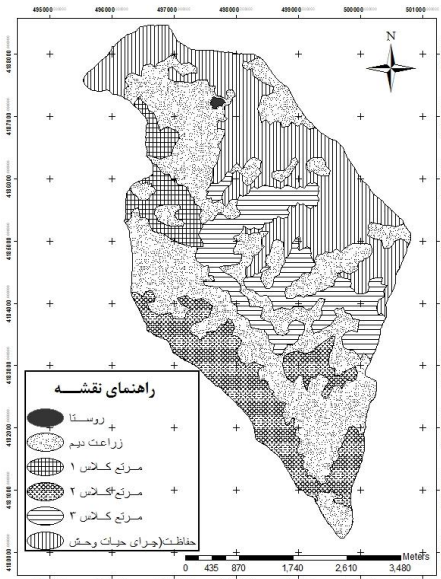 495000 496000 497000 498000 499000 500000 501000
N
4188000
4187000
4186000
4185000
4184000
4183000
4182000
4181000
4180000
راهنمای نقشه
روستا
زراعت دیم
مرتع کلاس ۱
مرتع کلاس ۲
مرتع کلاس ۳
حفاظت(چرای حیات وحش
Meters
0 435 870 1,740 2,610 3,480